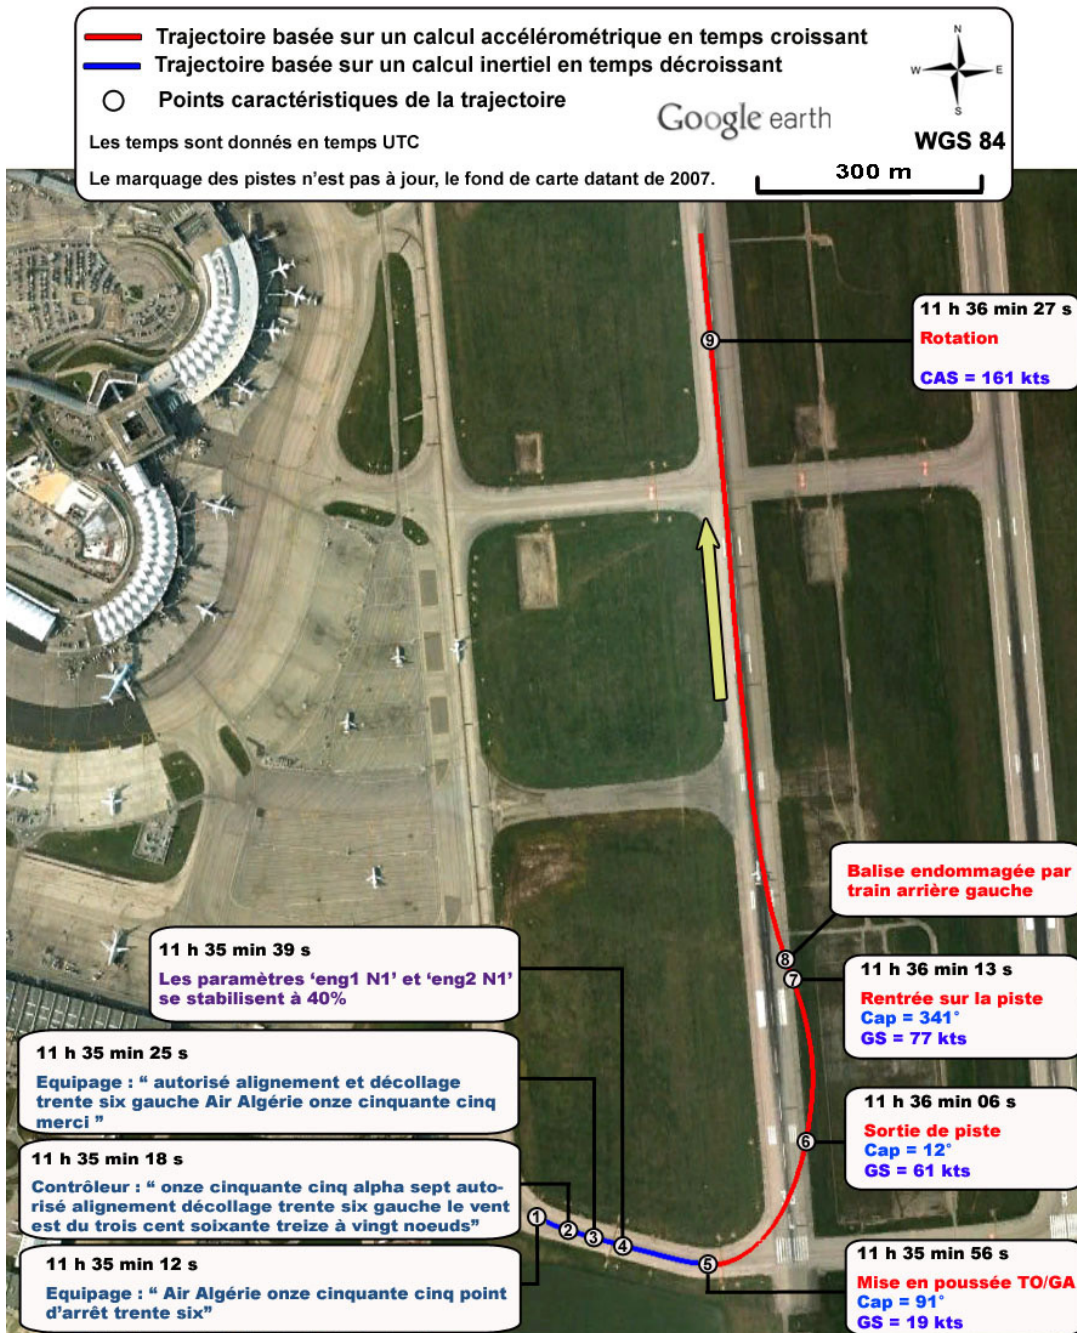 Trajectoire basée sur un calcul accélérométrique en temps croissant
Trajectoire basée sur un calcul inertiel en temps décroissant
Points caractéristiques de la trajectoire
Les temps sont donnés en temps UTC
Le marquage des pistes n'est pas à jour, le fond de carte datant de 2007.
Google earth
N
W
E
S
WGS 84
300 m
11 h 36 min 27 s
Rotation
CAS = 161 kts
9
Balise endommagée par
train arrière gauche
8
7
11 h 36 min 13 s
Rentrée sur la piste
Cap = 341°
GS = 77 kts
11 h 36 min 06 s
Sortie de piste
Cap = 12°
GS = 61 kts
6
11 h 35 min 39 s
Les paramètres 'eng1 N1' et 'eng2 N1'
se stabilisent à 40%
11 h 35 min 25 s
Equipage : “ autorisé alignement et décollage
trente six gauche Air Algérie onze cinquante cinq
merci ”
11 h 35 min 18 s
Contrôleur : “ onze cinquante cinq alpha sept auto-
risé alignement décollage trente six gauche le vent
est du trois cent soixante treize à vingt noeuds”
11 h 35 min 12 s
Equipage : “ Air Algérie onze cinquante cinq point
d'arrêt trente six”
1
2
3
4
5
11 h 35 min 56 s
Mise en poussée TO/GA
Cap = 91°
GS = 19 kts